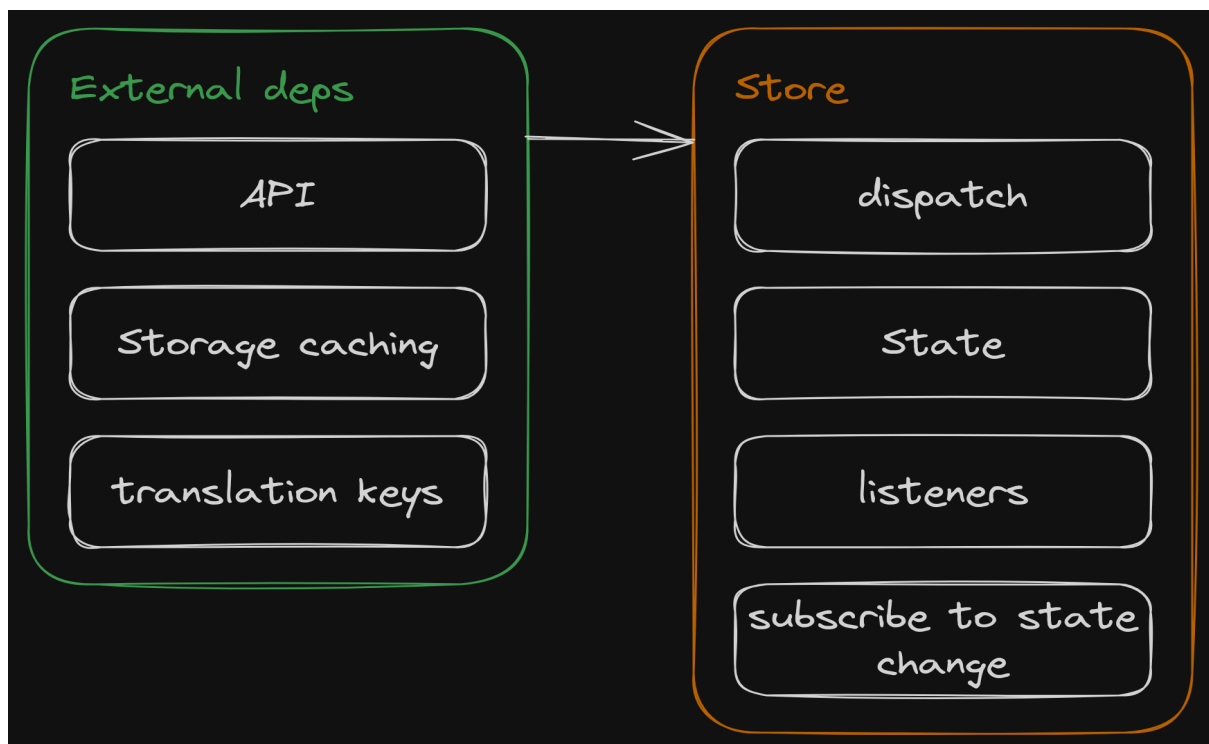 External deps
API
Storage caching
translation keys
Store
dispatch
State
listeners
subscribe to state
change